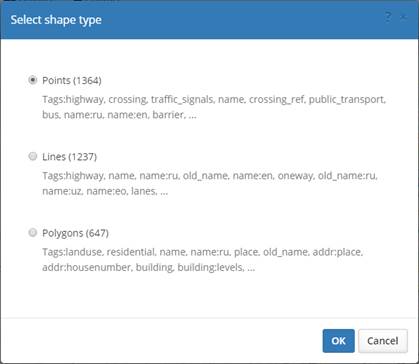 Select shape type
? ×
Points (1364)
Tags:highway, crossing, traffic_signals, name, crossing_ref, public_transport,
bus, name:ru, name:en, barrier, ...
Lines (1237)
Tags:highway, name, name:ru, old_name, name:en, oneway, old_name:ru,
name:uz, name:eo, lanes, ...
Polygons (647)
Tags:landuse, residential, name, name:ru, place, old_name, addr:place,
addr:housenumber, building, building:levels, ...
OK Cancel